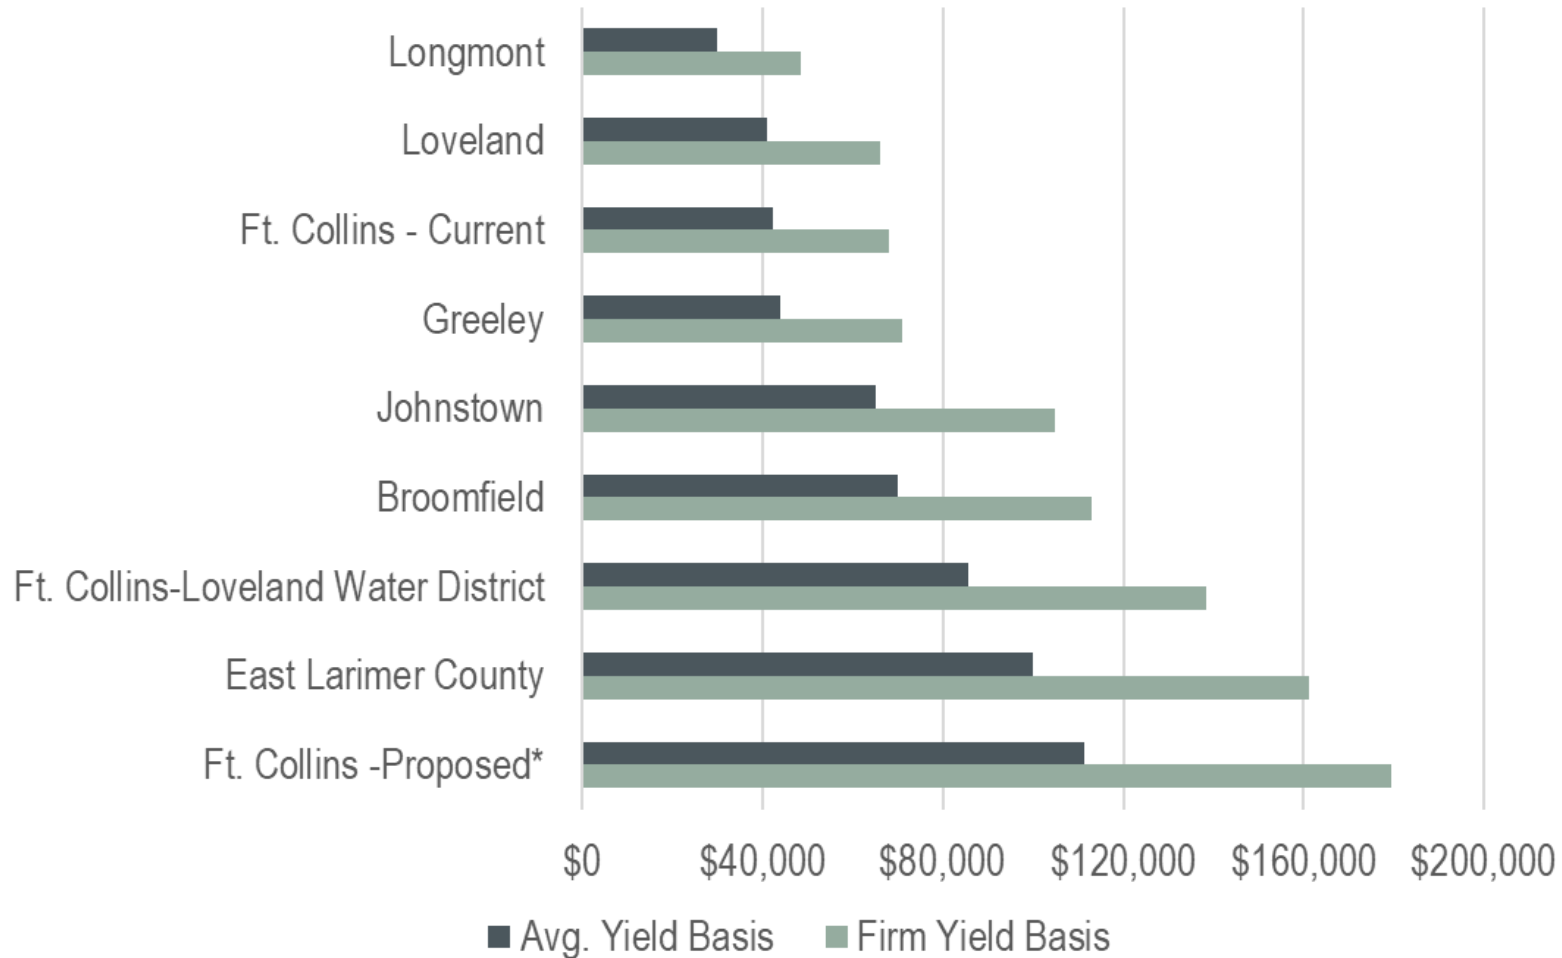 Longmont
Loveland
Ft. Collins - Current
Greeley
Johnstown
Broomfield
Ft. Collins-Loveland Water District
East Larimer County
Ft. Collins -Proposed*
$0 $40,000 $80,000 $120,000 $160,000 $200,000
Avg. Yield Basis Firm Yield Basis